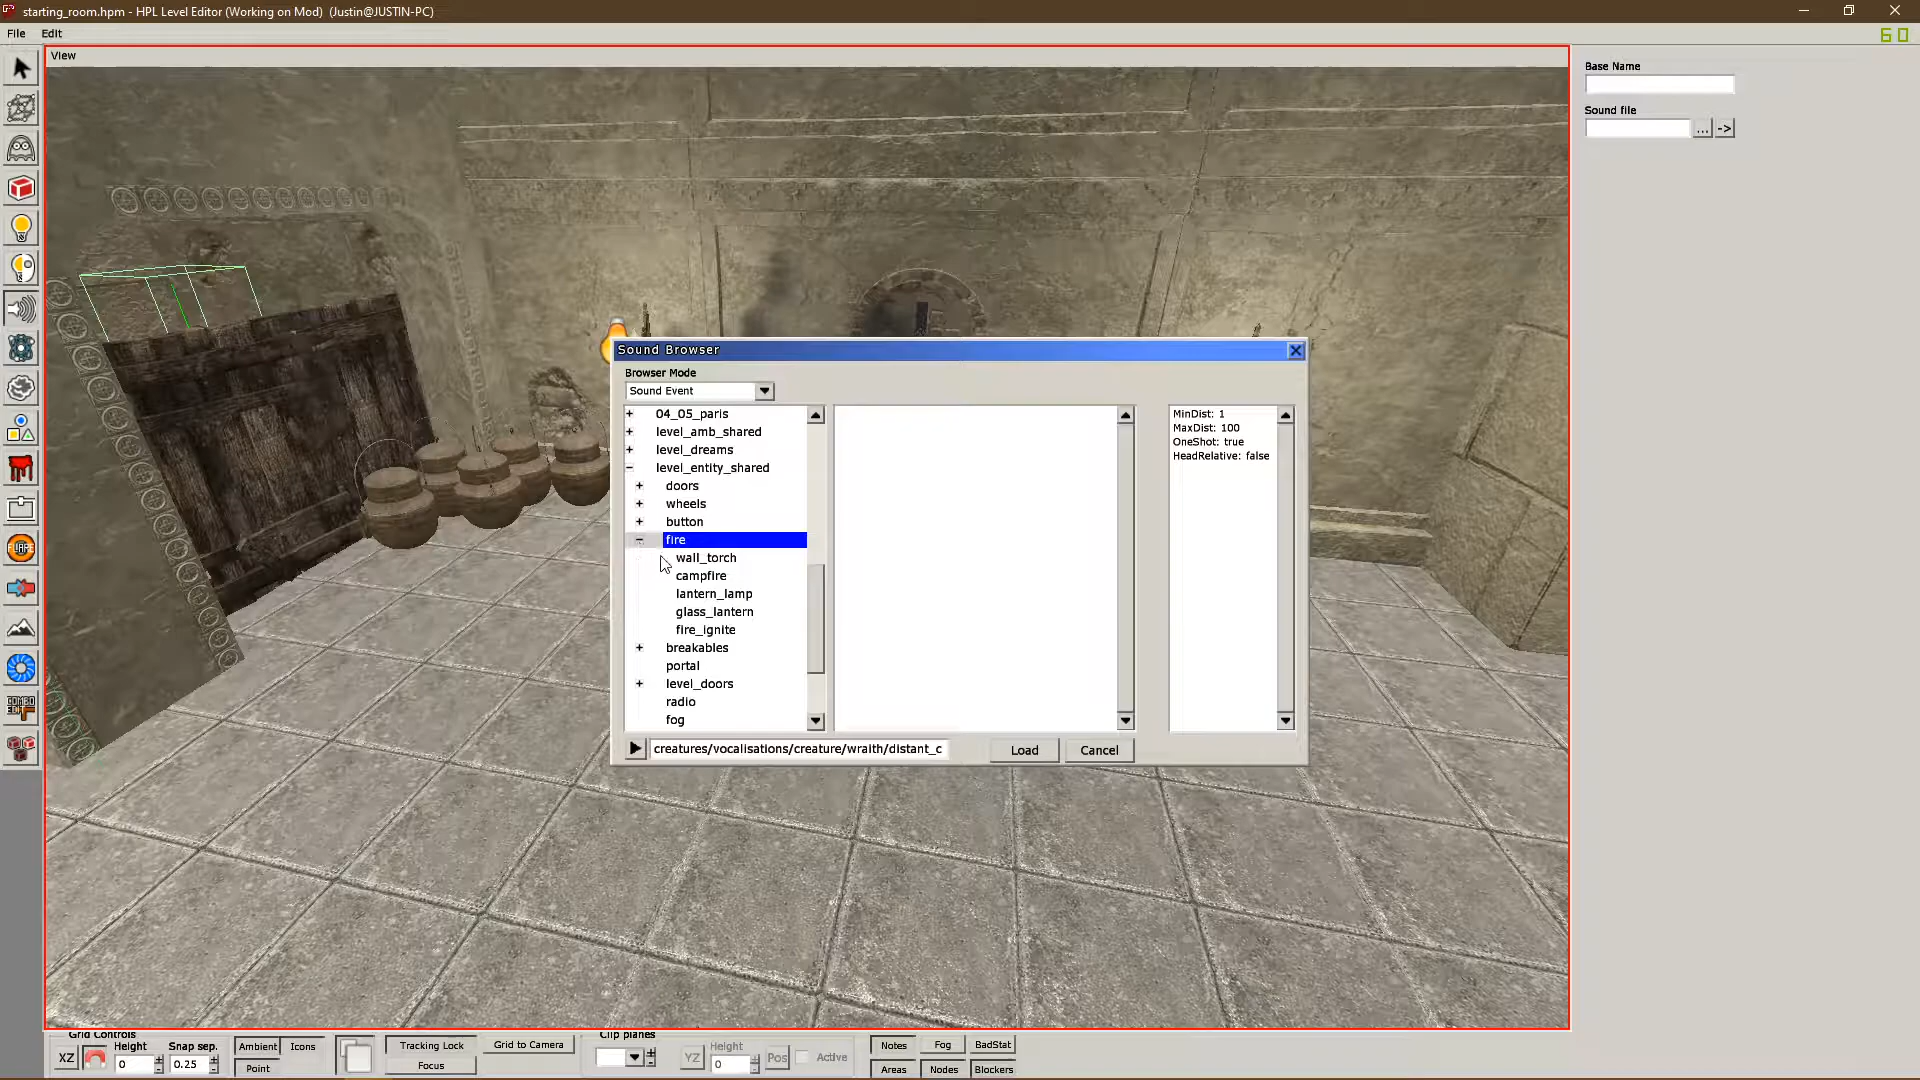 starting_room.hpm - HPL Level Editor (Working on Mod) (Justin@JUSTIN-PC)
File Edit
60
View
Base Name
Sound file
... ->
Sound Browser
Browser Mode
Sound Event
+ 04_05_paris
+ level_amb_shared
+ level_dreams
- level_entity_shared
+ doors
+ wheels
+ button
- fire
wall_torch
campfire
lantern_lamp
glass_lantern
fire_ignite
+ breakables
portal
+ level_doors
radio
fog
MinDist: 1
MaxDist: 100
OneShot: true
HeadRelative: false
creatures/vocalisations/creature/wraith/distant_c
Load Cancel
FLARE
COMBO
Grid Controls
XZ
Height
0
Snap sep.
0.25
Ambient Icons
Point
Tracking Lock
Focus
Grid to Camera
Clip planes
YZ
Height
0
Pos
Active
Notes Fog BadStat
Areas Nodes Blockers